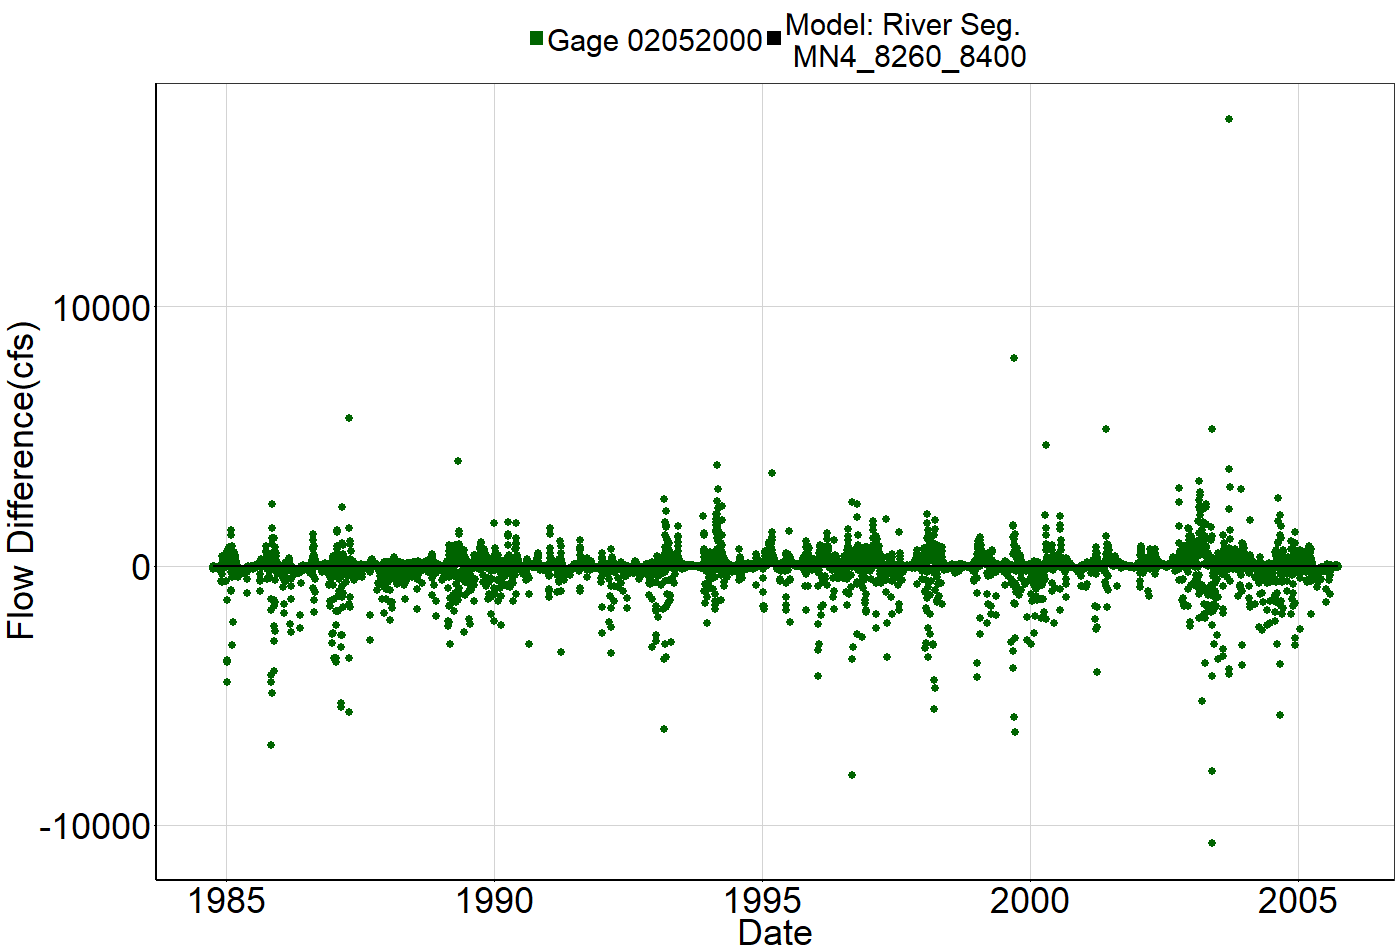 Gage 02052000
Model: River Seg.
MN4_8260_8400
Flow Difference(cfs)
10000
0
-10000
1985 1990 1995 2000 2005
Date